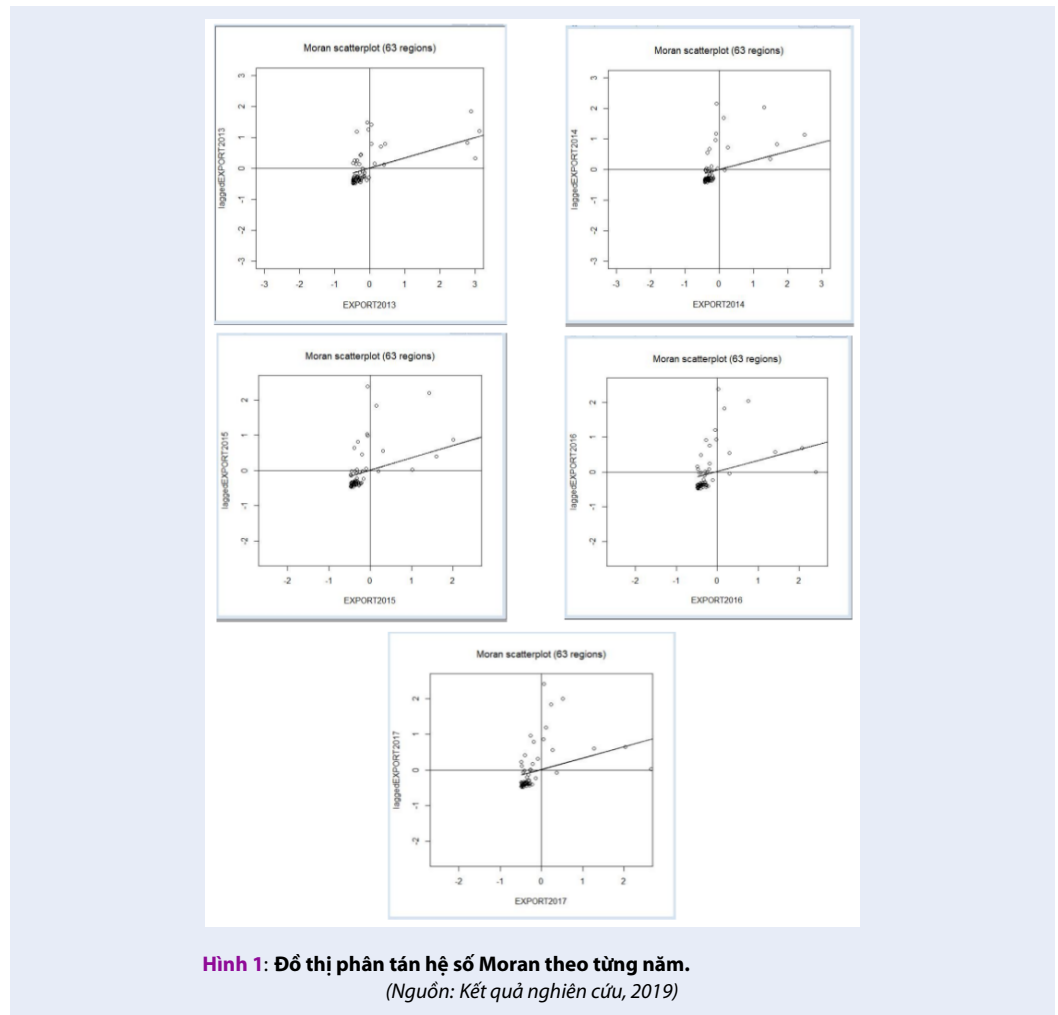 Moran scatterplot (63 regions)
3
2
1
0
-1
-2
-3
laggedEXPORT2013
-3 -2 -1 0 1 2 3
EXPORT2013
Moran scatterplot (63 regions)
3
2
1
0
-1
-2
-3
laggedEXPORT2014
-3 -2 -1 0 1 2 3
EXPORT2014
Moran scatterplot (63 regions)
2
1
0
-1
-2
laggedEXPORT2015
-2 -1 0 1 2
EXPORT2015
Moran scatterplot (63 regions)
2
1
0
-1
-2
laggedEXPORT2016
-2 -1 0 1 2
EXPORT2016
Moran scatterplot (63 regions)
2
1
0
-1
-2
laggedEXPORT2017
-2 -1 0 1 2
EXPORT2017
Hình 1: Đồ thị phân tán hệ số Moran theo từng năm.
(Nguồn: Kết quả nghiên cứu, 2019)